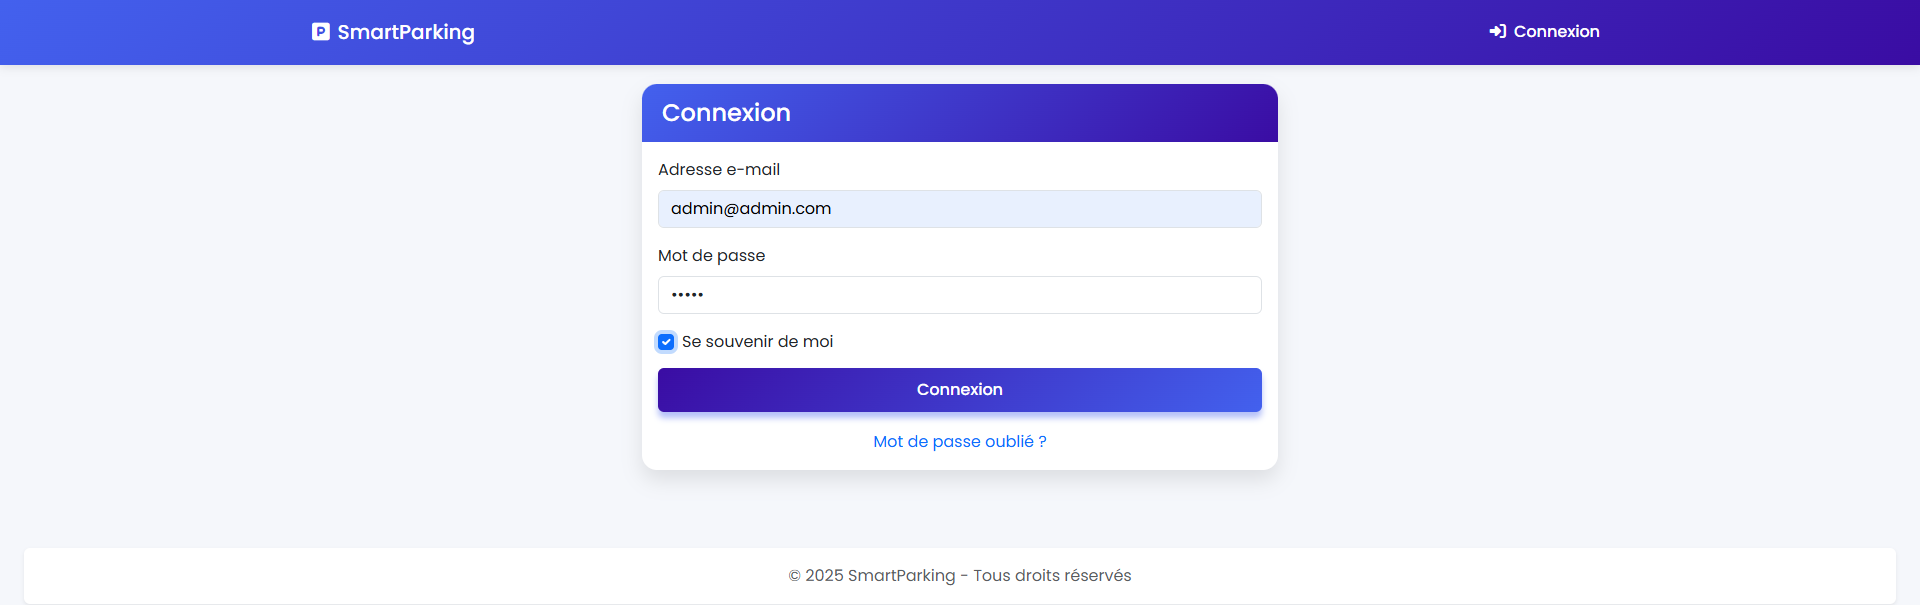 SmartParking
Connexion
Connexion
Adresse e-mail
admin@admin.com
Mot de passe
•••••
Se souvenir de moi
Connexion
Mot de passe oublié ?
© 2025 SmartParking - Tous droits réservés